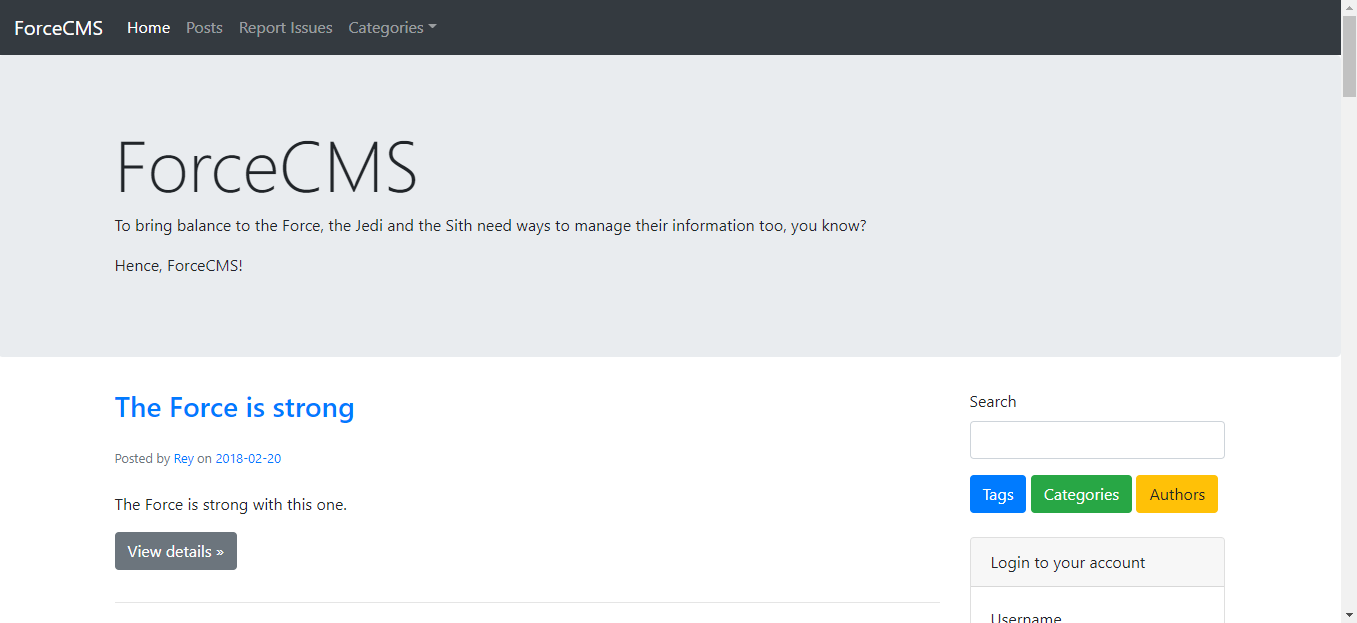 ForceCMS Home Posts Report Issues Categories
ForceCMS
To bring balance to the Force, the Jedi and the Sith need ways to manage their information too, you know?
Hence, ForceCMS!
The Force is strong
Posted by Rey on 2018-02-20
The Force is strong with this one.
View details »
Search
Tags Categories Authors
Login to your account
Username